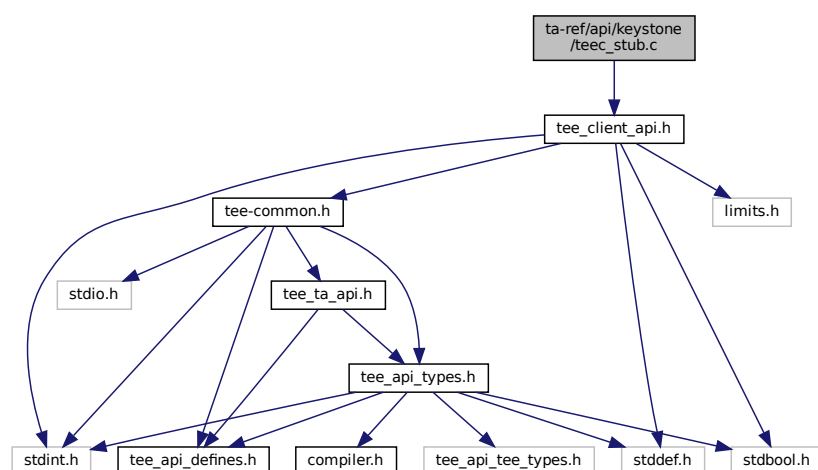 ta-ref/api/keystone
/teec_stub.c
tee_client_api.h
tee-common.h
limits.h
stdio.h
tee_ta_api.h
tee_api_types.h
stdint.h
tee_api_defines.h
compiler.h
tee_api_tee_types.h
stddef.h
stdbool.h